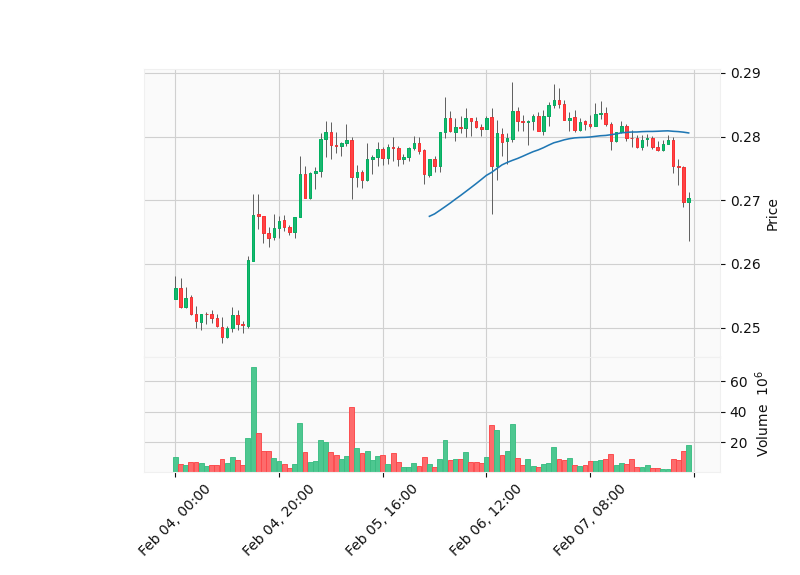 0.29
0.28
0.27
0.26
0.25
Price
60
40
20
Volume 10^6
Feb 04, 00:00
Feb 04, 20:00
Feb 05, 16:00
Feb 06, 12:00
Feb 07, 08:00